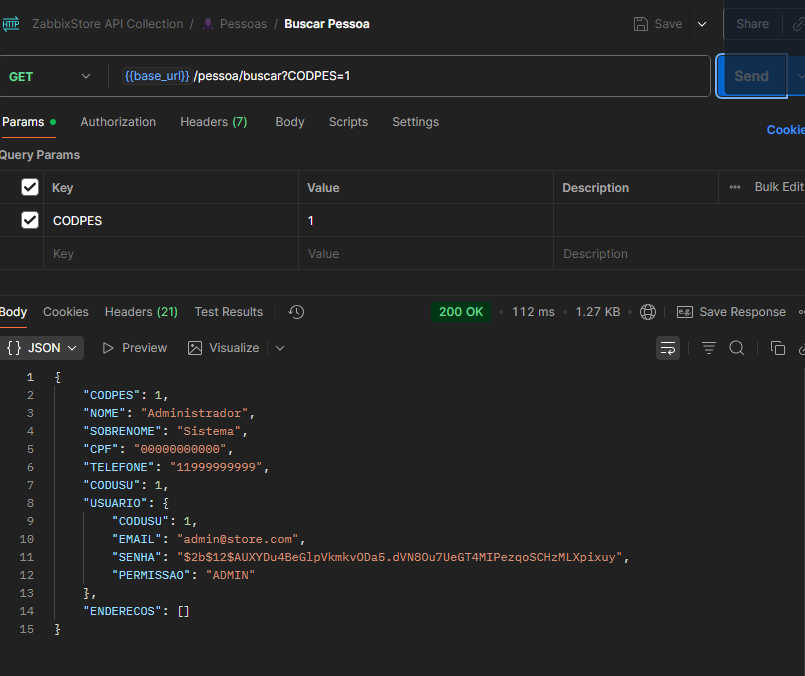 HTTP ZabbixStore API Collection / Pessoas / Buscar Pessoa Save Share
GET {{base_url}} /pessoa/buscar?CODPES=1 Send
Params Authorization Headers (7) Body Scripts Settings Cookie
Query Params
Key Value Description Bulk Edit
CODPES 1
Key Value Description
Body Cookies Headers (21) Test Results 200 OK 112 ms 1.27 KB e.g. Save Response
{} JSON Preview Visualize
1 {
2 "CODPES": 1,
3 "NOME": "Administrador",
4 "SOBRENOME": "Sistema",
5 "CPF": "00000000000",
6 "TELEFONE": "11999999999",
7 "CODUSU": 1,
8 "USUARIO": {
9 "CODUSU": 1,
10 "EMAIL": "admin@store.com",
11 "SENHA": "$2b$12$AUXYDu4BeGlpVkmkvODa5.dVN8Ou7UeGT4MIPezqoSCHzMLXpixuy",
12 "PERMISSAO": "ADMIN"
13 },
14 "ENDERECOS": []
15 }